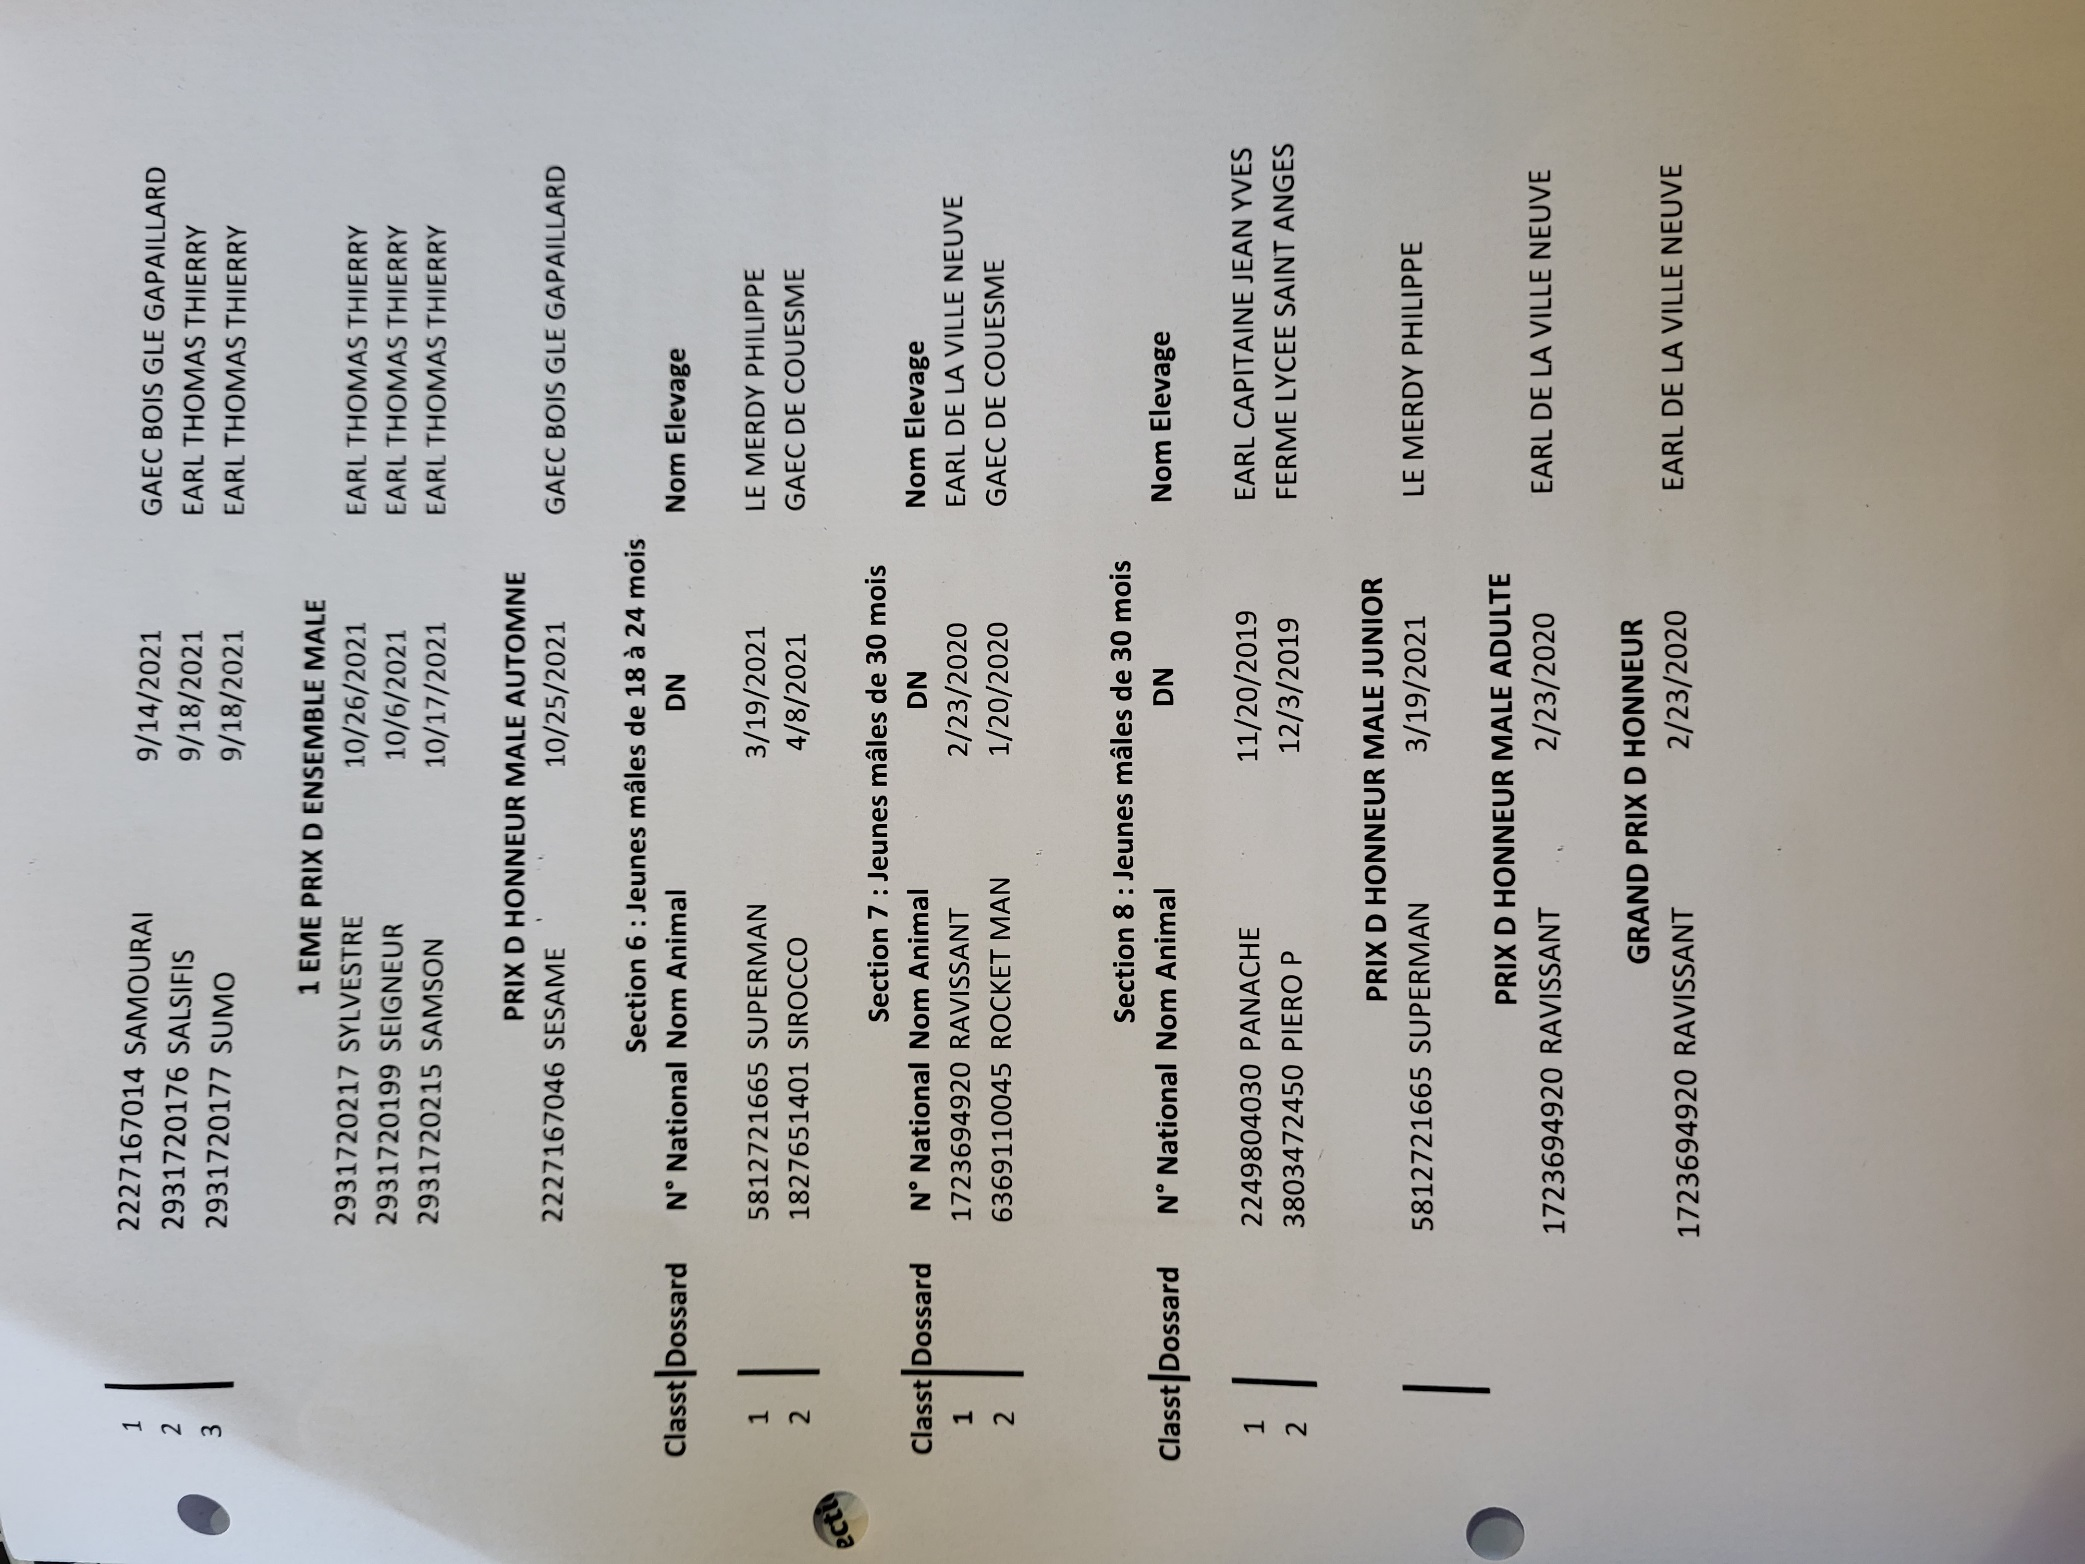 1 2227167014 SAMOURAI 9/14/2021 GAEC BOIS GLE GAPAILLARD
2 2931720176 SALSIFIS 9/18/2021 EARL THOMAS THIERRY
3 2931720177 SUMO 9/18/2021 EARL THOMAS THIERRY
1 EME PRIX D ENSEMBLE MALE
2931720217 SYLVESTRE 10/26/2021 EARL THOMAS THIERRY
2931720199 SEIGNEUR 10/6/2021 EARL THOMAS THIERRY
2931720215 SAMSON 10/17/2021 EARL THOMAS THIERRY
PRIX D HONNEUR MALE AUTOMNE
2227167046 SESAME 10/25/2021 GAEC BOIS GLE GAPAILLARD
Section 6 : Jeunes mâles de 18 à 24 mois
Classt Dossard N° National Nom Animal DN Nom Elevage
1 5812721665 SUPERMAN 3/19/2021 LE MERDY PHILIPPE
2 1827651401 SIROCCO 4/8/2021 GAEC DE COUESME
Section 7 : Jeunes mâles de 30 mois
Classt Dossard N° National Nom Animal DN Nom Elevage
1 1723694920 RAVISSANT 2/23/2020 EARL DE LA VILLE NEUVE
2 6369110045 ROCKET MAN 1/20/2020 GAEC DE COUESME
Section 8 : Jeunes mâles de 30 mois
Classt Dossard N° National Nom Animal DN Nom Elevage
1 2249804030 PANACHE 11/20/2019 EARL CAPITAINE JEAN YVES
2 3803472450 PIERO P 12/3/2019 FERME LYCEE SAINT ANGES
PRIX D HONNEUR MALE JUNIOR
5812721665 SUPERMAN 3/19/2021 LE MERDY PHILIPPE
PRIX D HONNEUR MALE ADULTE
1723694920 RAVISSANT 2/23/2020 EARL DE LA VILLE NEUVE
GRAND PRIX D HONNEUR
1723694920 RAVISSANT 2/23/2020 EARL DE LA VILLE NEUVE